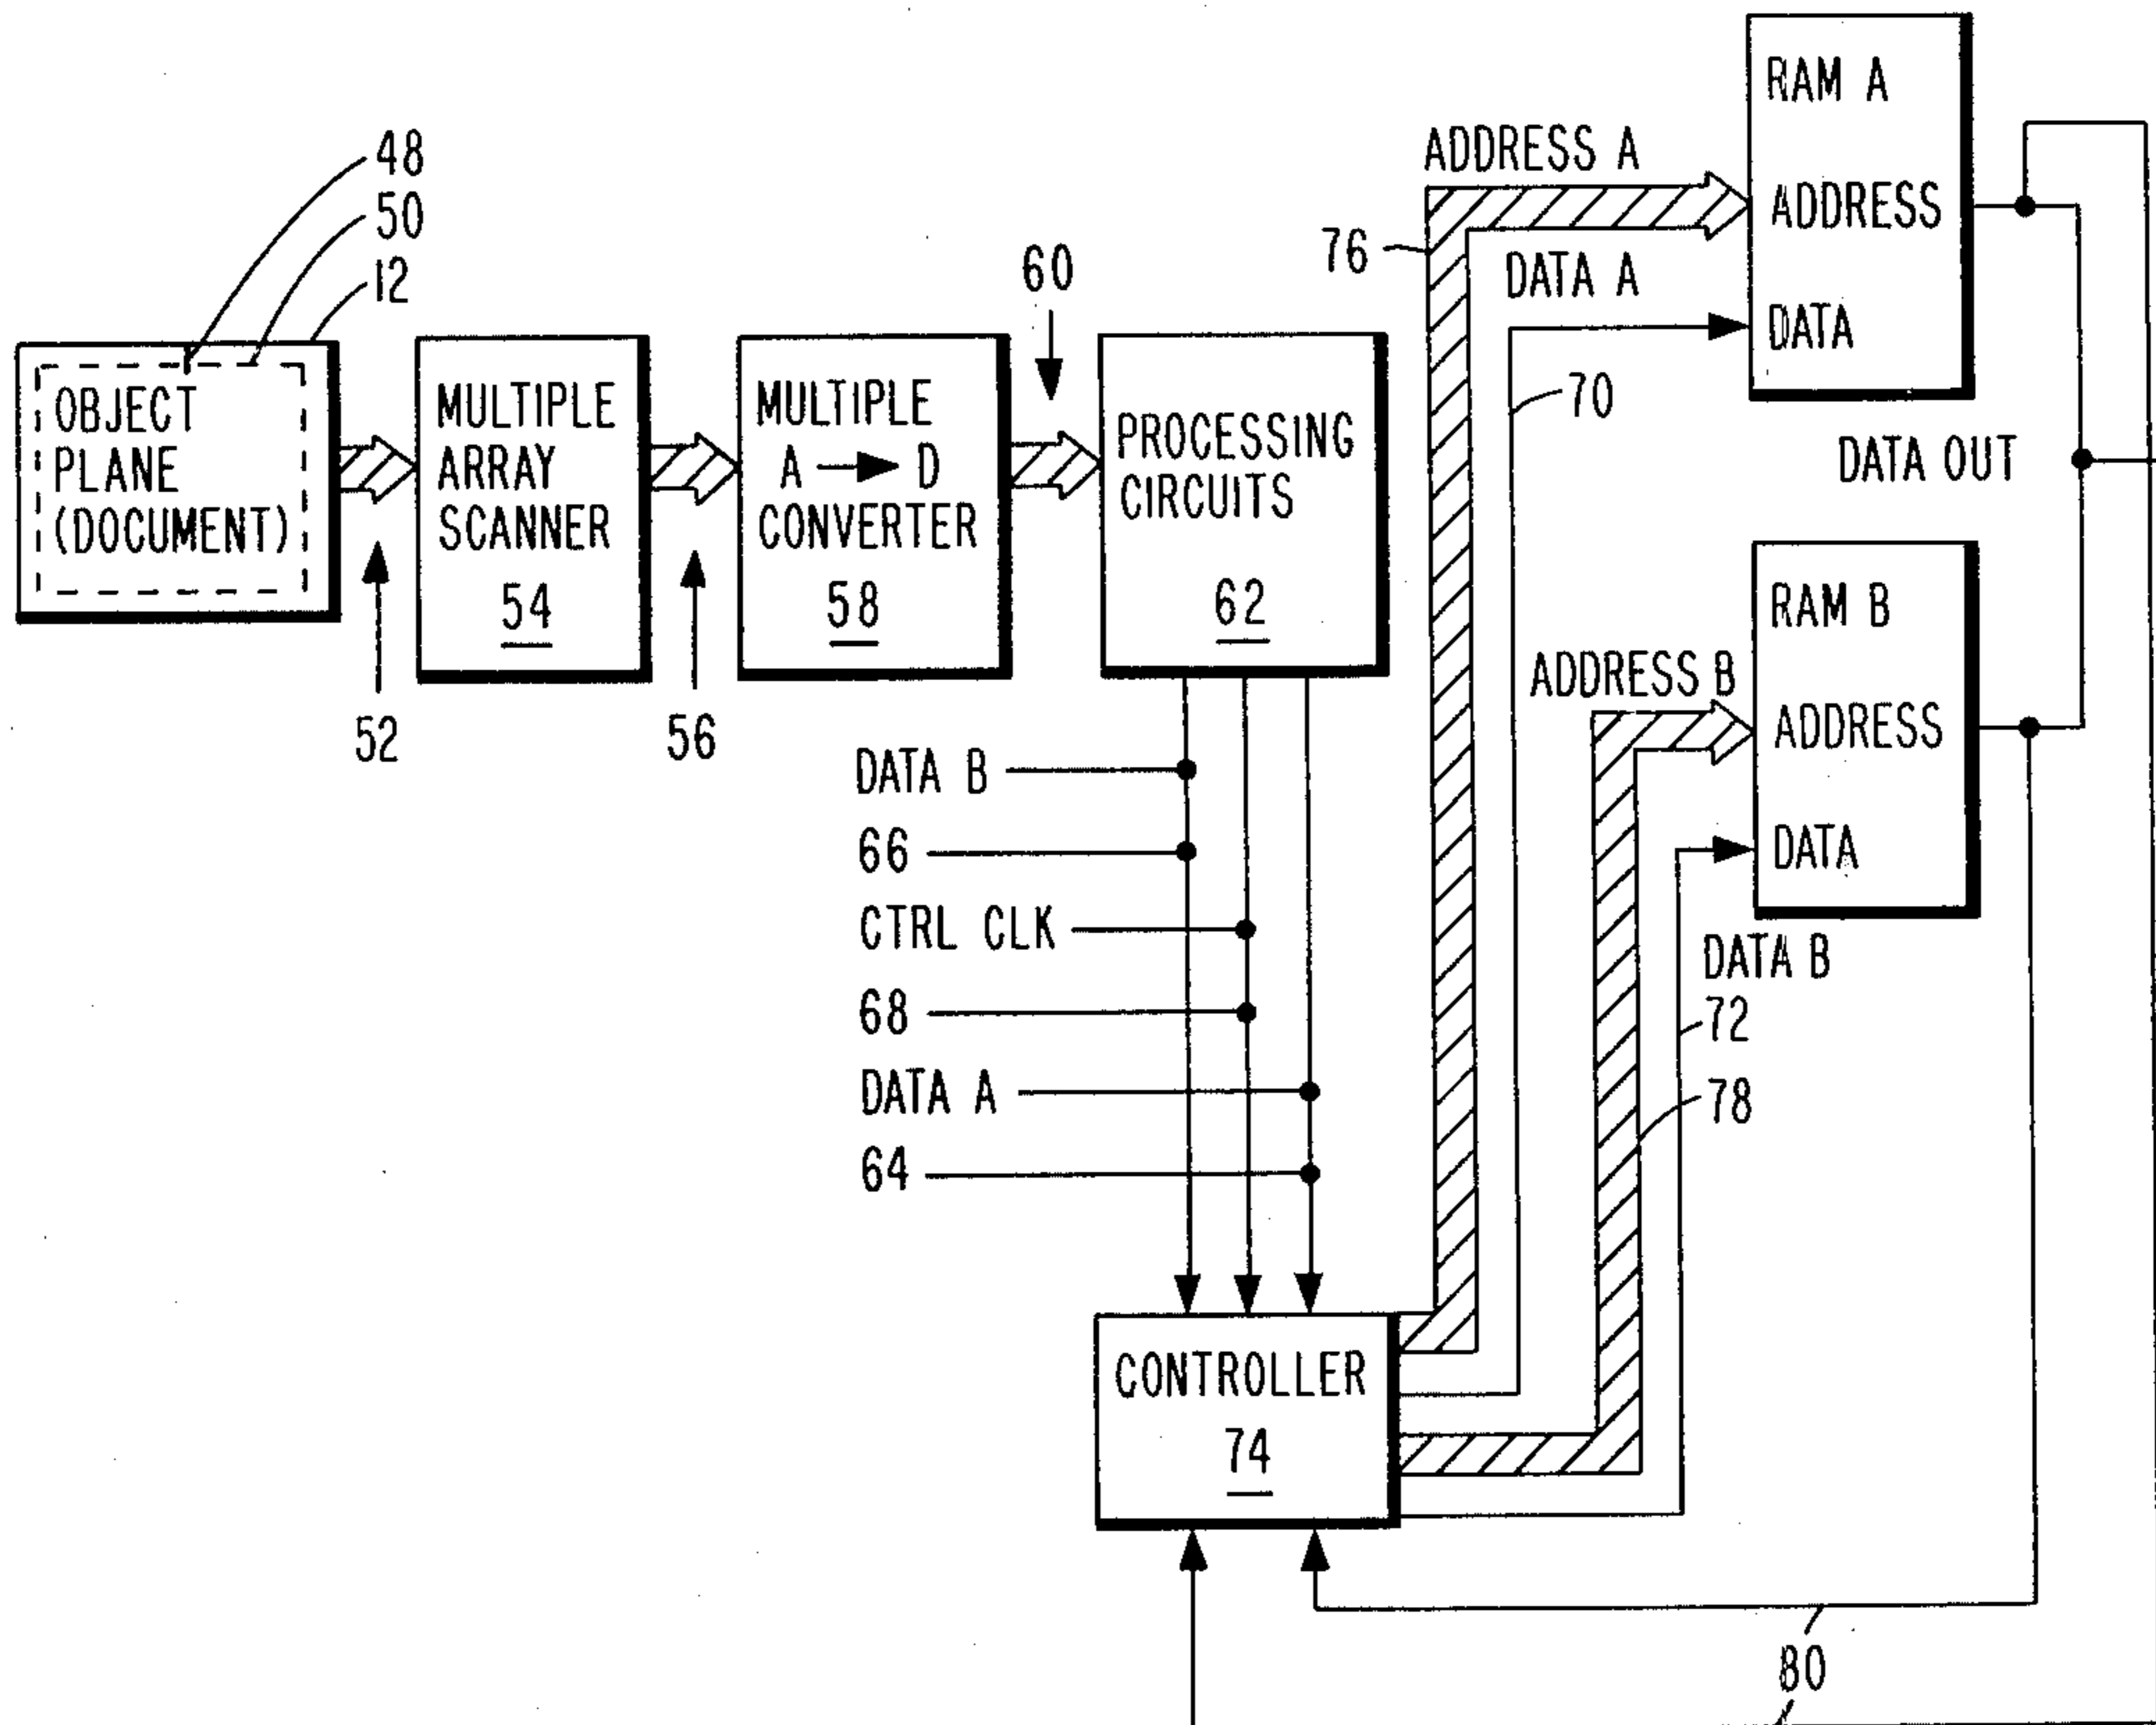 48
50
12
OBJECT
PLANE
(DOCUMENT)
52
MULTIPLE
ARRAY
SCANNER
54
56
MULTIPLE
A D
CONVERTER
58
60
PROCESSING
CIRCUITS
62
DATA B
66
CTRL CLK
68
DATA A
64
CONTROLLER
74
ADDRESS A
76
DATA A
70
RAM A
ADDRESS
DATA
DATA OUT
ADDRESS B
RAM B
ADDRESS
DATA
DATA B
72
78
80